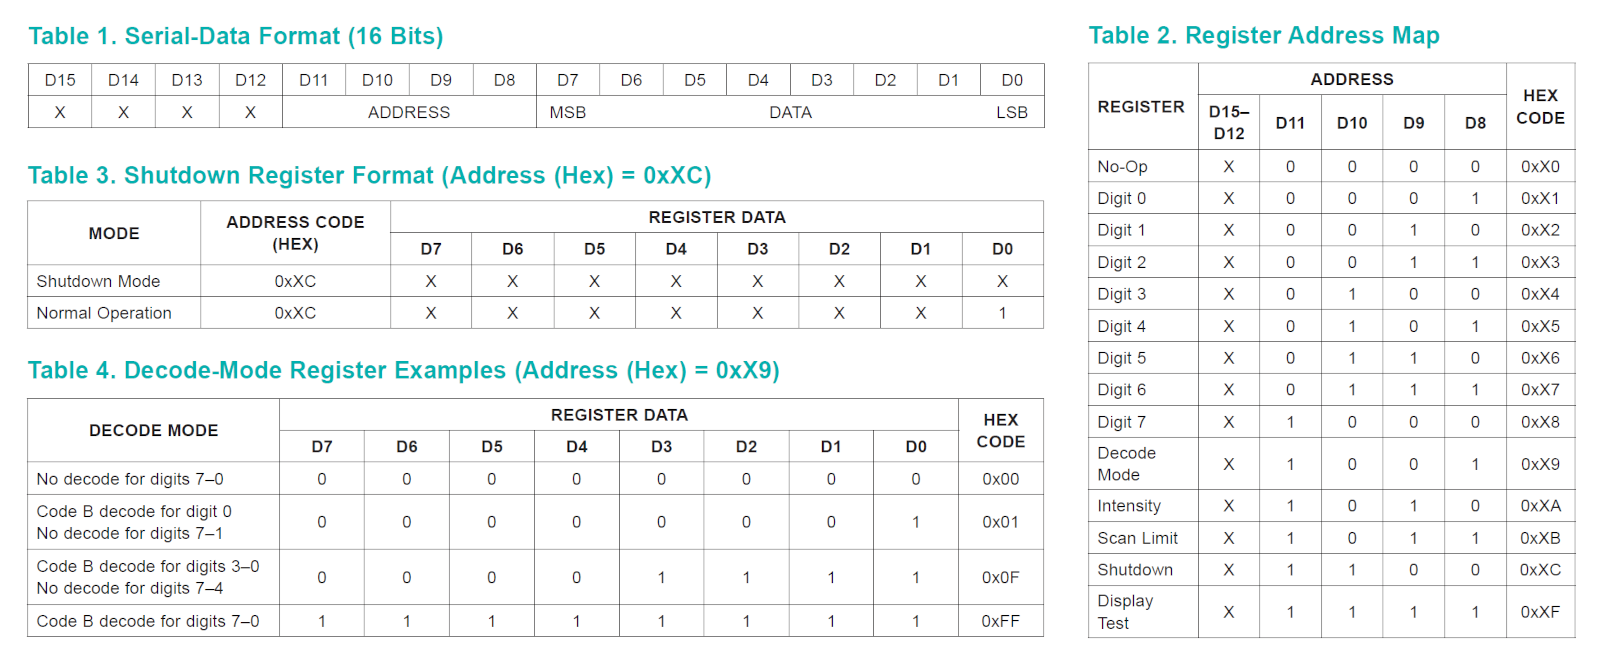 Table 1. Serial-Data Format (16 Bits)
D15 D14 D13 D12 D11 D10 D9 D8 D7 D6 D5 D4 D3 D2 D1 D0
X X X X ADDRESS MSB DATA LSB
Table 3. Shutdown Register Format (Address (Hex) = 0xXC)
MODE ADDRESS CODE (HEX) REGISTER DATA
D7 D6 D5 D4 D3 D2 D1 D0
Shutdown Mode 0xXC X X X X X X X X
Normal Operation 0xXC X X X X X X X 1
Table 4. Decode-Mode Register Examples (Address (Hex) = 0xX9)
DECODE MODE REGISTER DATA HEX CODE
D7 D6 D5 D4 D3 D2 D1 D0
No decode for digits 7–0 0 0 0 0 0 0 0 0 0x00
Code B decode for digit 0
No decode for digits 7–1 0 0 0 0 0 0 0 1 0x01
Code B decode for digits 3–0
No decode for digits 7–4 0 0 0 0 1 1 1 1 0x0F
Code B decode for digits 7–0 1 1 1 1 1 1 1 1 0xFF
Table 2. Register Address Map
REGISTER ADDRESS HEX CODE
D15–D12 D11 D10 D9 D8
No-Op X 0 0 0 0 0xX0
Digit 0 X 0 0 0 1 0xX1
Digit 1 X 0 0 1 0 0xX2
Digit 2 X 0 0 1 1 0xX3
Digit 3 X 0 1 0 0 0xX4
Digit 4 X 0 1 0 1 0xX5
Digit 5 X 0 1 1 0 0xX6
Digit 6 X 0 1 1 1 0xX7
Digit 7 X 1 0 0 0 0xX8
Decode Mode X 1 0 0 1 0xX9
Intensity X 1 0 1 0 0xXA
Scan Limit X 1 0 1 1 0xXB
Shutdown X 1 1 0 0 0xXC
Display Test X 1 1 1 1 0xXF